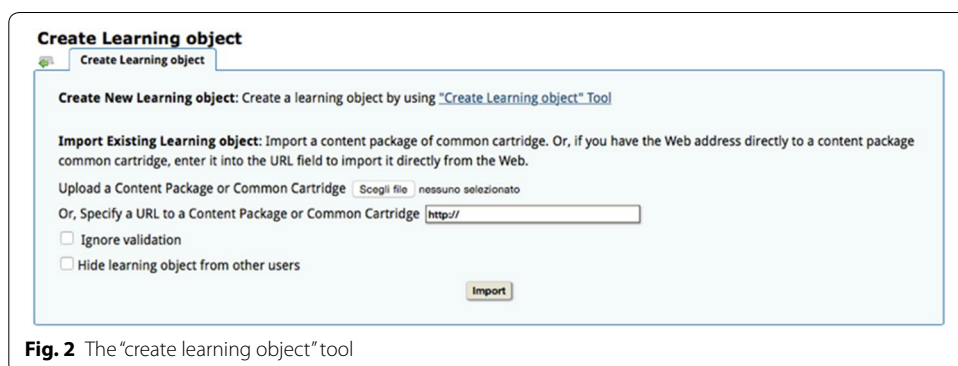 Create Learning object
Create Learning object
Create New Learning object: Create a learning object by using "Create Learning object" Tool
Import Existing Learning object: Import a content package of common cartridge. Or, if you have the Web address directly to a content package
common cartridge, enter it into the URL field to import it directly from the Web.
Upload a Content Package or Common Cartridge Scegli file nessuno selezionato
Or, Specify a URL to a Content Package or Common Cartridge http://
Ignore validation
Hide learning object from other users
Import
Fig. 2 The "create learning object" tool